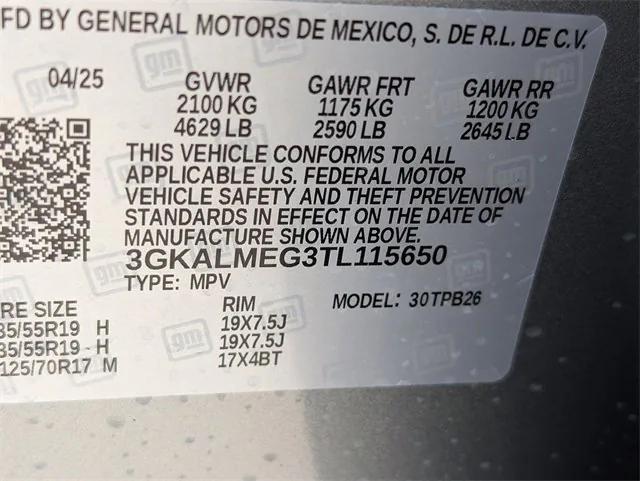 FD BY GENERAL MOTORS DE MEXICO, S. DE R.L. DE C.V.
04/25 GVWR GAWR FRT GAWR RR
2100 KG 1175 KG 1200 KG
4629 LB 2590 LB 2645 LB
THIS VEHICLE CONFORMS TO ALL
APPLICABLE U.S. FEDERAL MOTOR
VEHICLE SAFETY AND THEFT PREVENTION
STANDARDS IN EFFECT ON THE DATE OF
MANUFACTURE SHOWN ABOVE.
3GKALMEG3TL115650
TYPE: MPV
RE SIZE RIM MODEL: 30TPB26
35/55R19 H 19X7.5J
35/55R19 - H 19X7.5J
125/70R17 M 17X4BT
gm